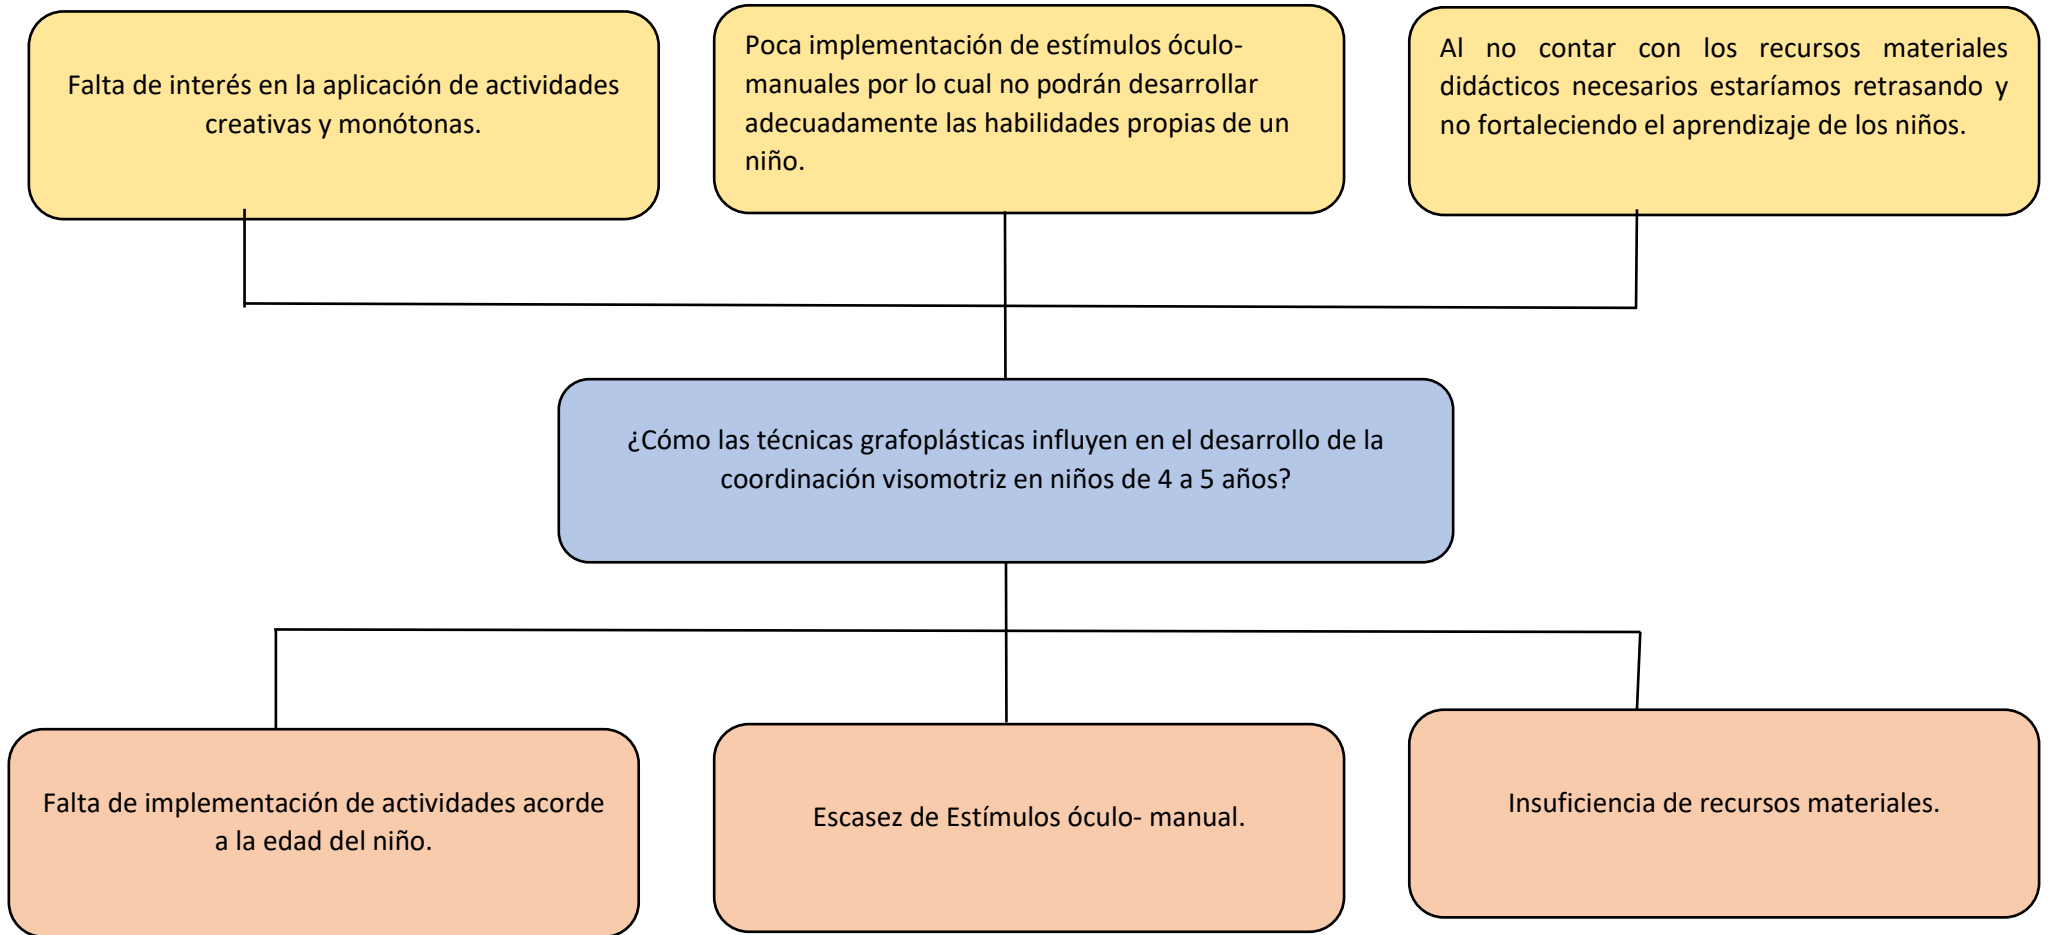 Falta de interés en la aplicación de actividades
creativas y monótonas.
Poca implementación de estímulos óculo-
manuales por lo cual no podrán desarrollar
adecuadamente las habilidades propias de un
niño.
Al no contar con los recursos materiales
didácticos necesarios estaríamos retrasando y
no fortaleciendo el aprendizaje de los niños.
¿Cómo las técnicas grafoplásticas influyen en el desarrollo de la
coordinación visomotriz en niños de 4 a 5 años?
Falta de implementación de actividades acorde
a la edad del niño.
Escasez de Estímulos óculo- manual.
Insuficiencia de recursos materiales.